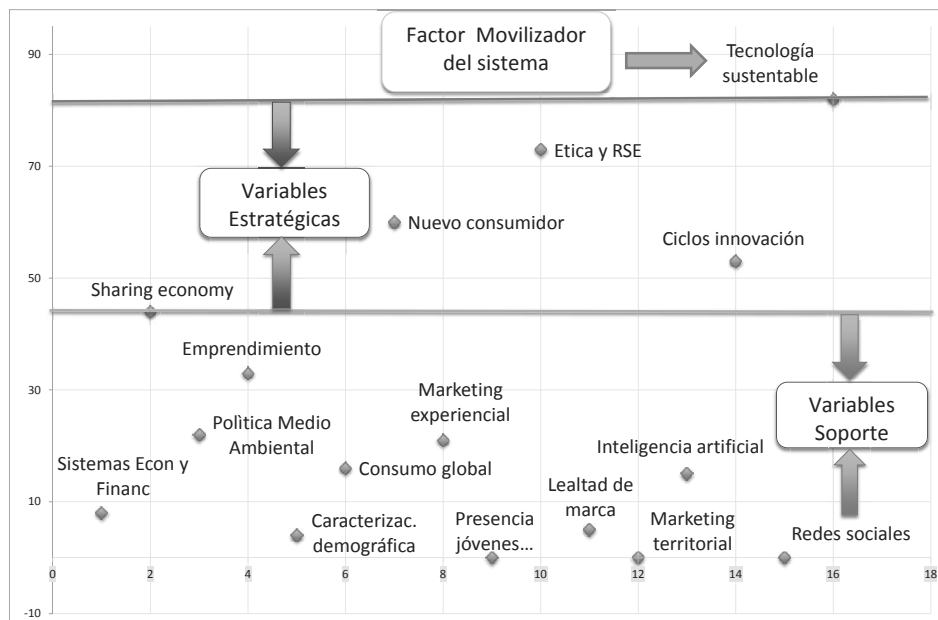 90
Factor Movilizador
del sistema
Tecnología
sustentable
70
Etica y RSE
Variables
Estratégicas
Nuevo consumidor
Ciclos innovación
50
Sharing economy
Emprendimiento
30
Marketing
experiencial
Variables
Soporte
Polìtica Medio
Ambiental
Inteligencia artificial
Sistemas Econ y
Financ
Consumo global
Lealtad de
marca
10
Caracterizac.
demográfica
Presencia
jóvenes...
Marketing
territorial
Redes sociales
0 2 4 6 8 10 12 14 16 18
-10